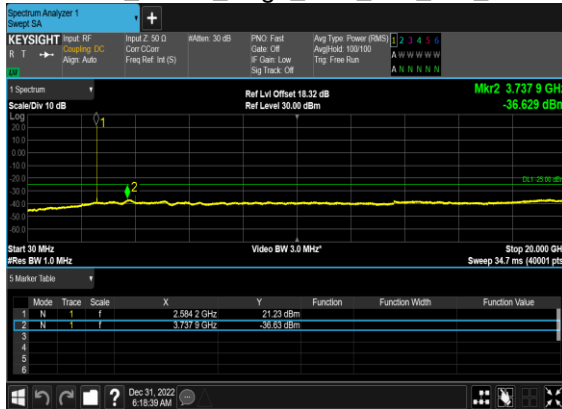 Spectrum Analyzer 1
Swept SA
+
KEYSIGHT Input: RF Input Z: 50 Ω #Atten: 30 dB PNO: Fast Avg Type: Power (RMS) 1 2 3 4 5 6
R T Coupling: DC Corr CCorr Gate: Off Avg|Hold: 100/100 A W W W W W
Align: Auto Freq Ref: Int (S) IF Gain: Low Trig: Free Run
Sig Track: Off A N N N N N
1 Spectrum Ref Lvl Offset 18.32 dB Mkr2 3.737 9 GHz
Scale/Div 10 dB Ref Level 30.00 dBm -36.629 dBm
Log
20.0
10.0
0.00
-10.0
-20.0
-30.0
-40.0
-50.0
-60.0
1
2
DL1 -25.00 dBm
Start 30 MHz Video BW 3.0 MHz* Stop 20.000 GHz
#Res BW 1.0 MHz Sweep 34.7 ms (40001 pts)
5 Marker Table
Mode Trace Scale X Y Function Function Width Function Value
1 N 1 f 2.584 2 GHz 21.23 dBm
2 N 1 f 3.737 9 GHz -36.63 dBm
3
4
5
6
? Dec 31, 2022
6:18:39 AM